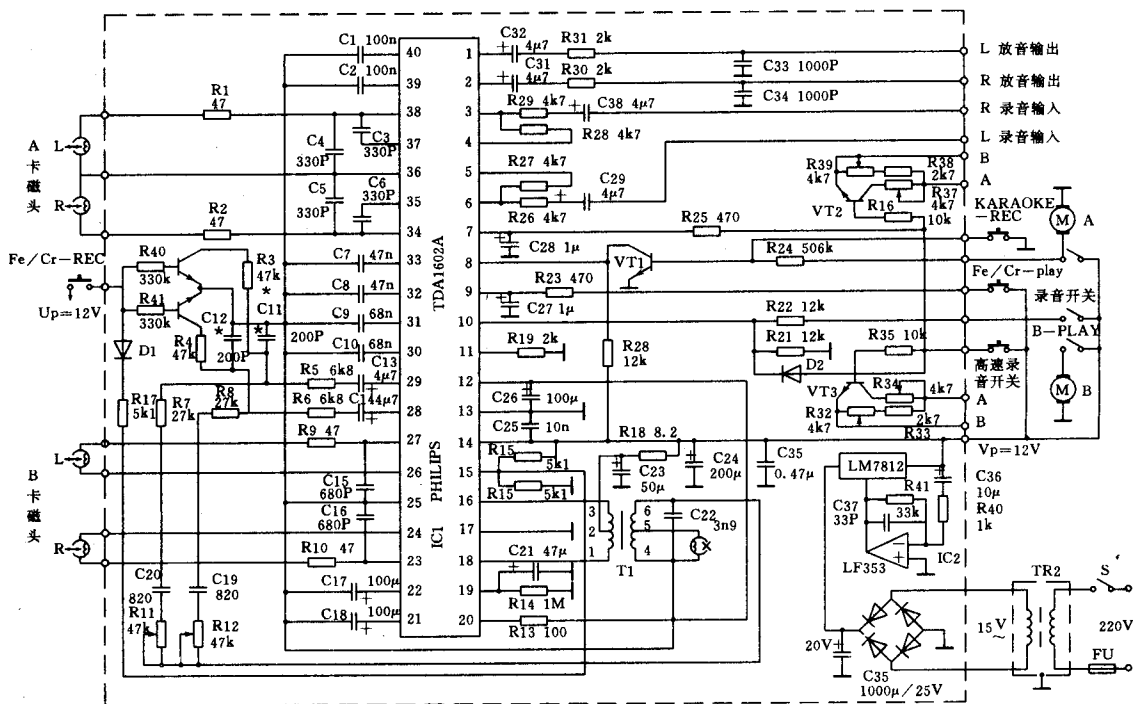 C1 100n
C2 100n
R1
47
C4
330P
C3
330P
C5
330P
C6
330P
R2
47
A
卡
磁
头
L
R
Fe/Cr-REC
Up=12V
R40
330k
R41
330k
R3
47k
*
C12
*
200P
C11
*
200P
R4
47k
D1
C7 47n
C8 47n
C9 68n
C10 68n
C13
4μ7
R5 6k8
R6 6k8
C14 4μ7
R17
5k1
R7
27k
R8
27k
R9 47
B
卡
磁
头
L
R
C15
680P
C16
680P
R10 47
C20
820
C19
820
C17 100μ
C18 100μ
R11
47k
R12
47k
40
39
38
37
36
35
34
33
32
31
30
29
28
27
26
25
24
23
22
21
TDA1602A
PHILIPS
IC1
1
2
3
4
5
6
7
8
9
10
11
12
13
14
15
16
17
18
19
20
C32
4μ7
R31 2k
C31
4μ7
R30 2k
C33 1000P
C34 1000P
R29 4k7
C38 4μ7
R28 4k7
R27 4k7
C29
4μ7
R26 4k7
R25 470
C28 1μ
VT1
R24 506k
R23 470
C27 1μ
R22 12k
R21 12k
R19 2k
R28
12k
D2
C26
100μ
C25
10n
R18 8.2
R15
5k1
R15
5k1
C23
50μ
C24
200μ
C35
0.47μ
3
2
1
6
5
4
T1
C22
3n9
C21 47μ
R14 1M
R13 100
L 放音输出
R 放音输出
R 录音输入
L 录音输入
B
A
R39
4k7
R38
2k7
R37
4k7
VT2
R16
10k
KARAOKE
-REC
M
A
Fe/Cr-play
录音开关
B-PLAY
R35 10k
高速录
音开关
M
B
VT3
R34
4k7
A
R32
4k7
2k7
R33
B
Vp=12V
LM7812
C36
10μ
R41
33k
C37
33P
R40
1k
IC2
LF353
20V
C35
1000μ/25V
15V
~
TR2
S
220V
FU